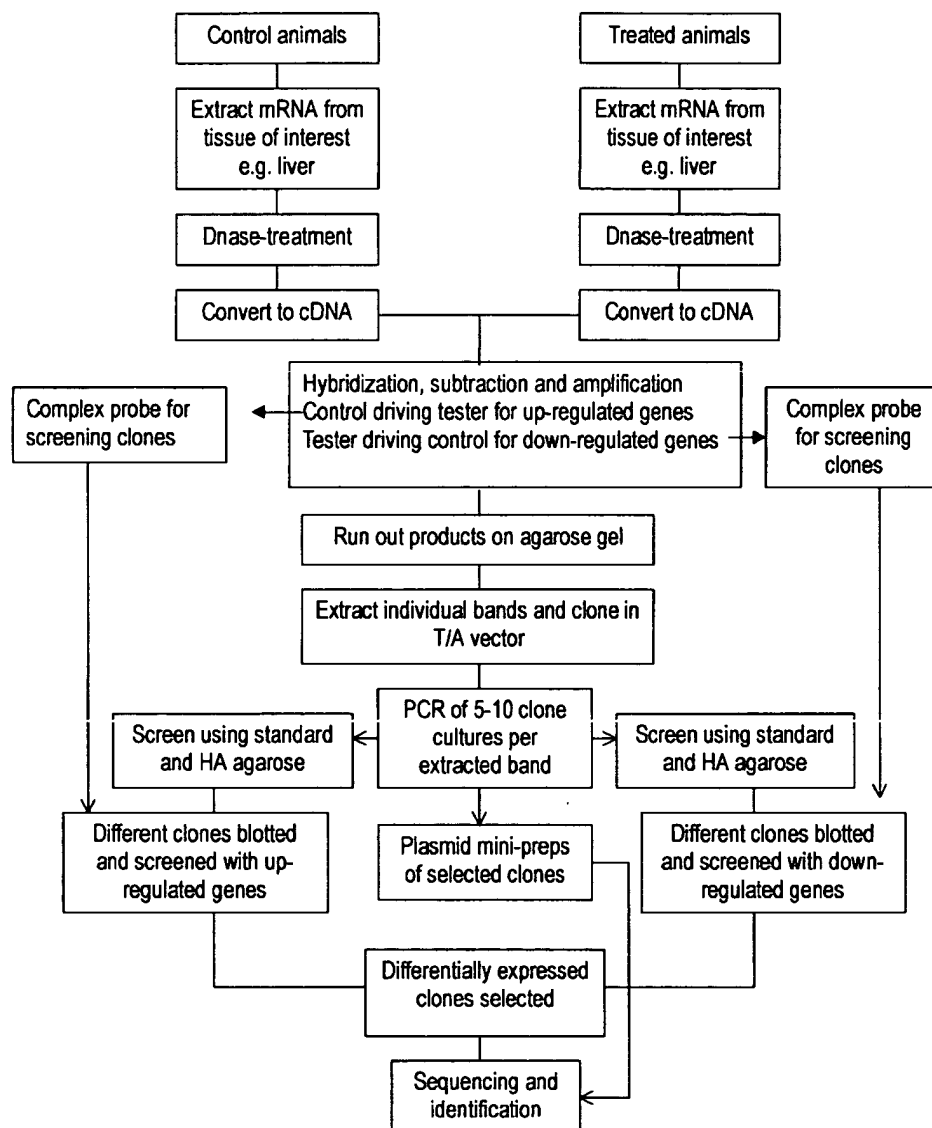 Control animals
Treated animals
Extract mRNA from
tissue of interest
e.g. liver
Extract mRNA from
tissue of interest
e.g. liver
Dnase-treatment
Dnase-treatment
Convert to cDNA
Convert to cDNA
Hybridization, subtraction and amplification
Control driving tester for up-regulated genes
Tester driving control for down-regulated genes
Complex probe for
screening clones
Complex probe
for screening
clones
Run out products on agarose gel
Extract individual bands and clone in
T/A vector
PCR of 5-10 clone
cultures per
extracted band
Screen using standard
and HA agarose
Screen using standard
and HA agarose
Different clones blotted
and screened with up-
regulated genes
Plasmid mini-preps
of selected clones
Different clones blotted
and screened with down-
regulated genes
Differentially expressed
clones selected
Sequencing and
identification